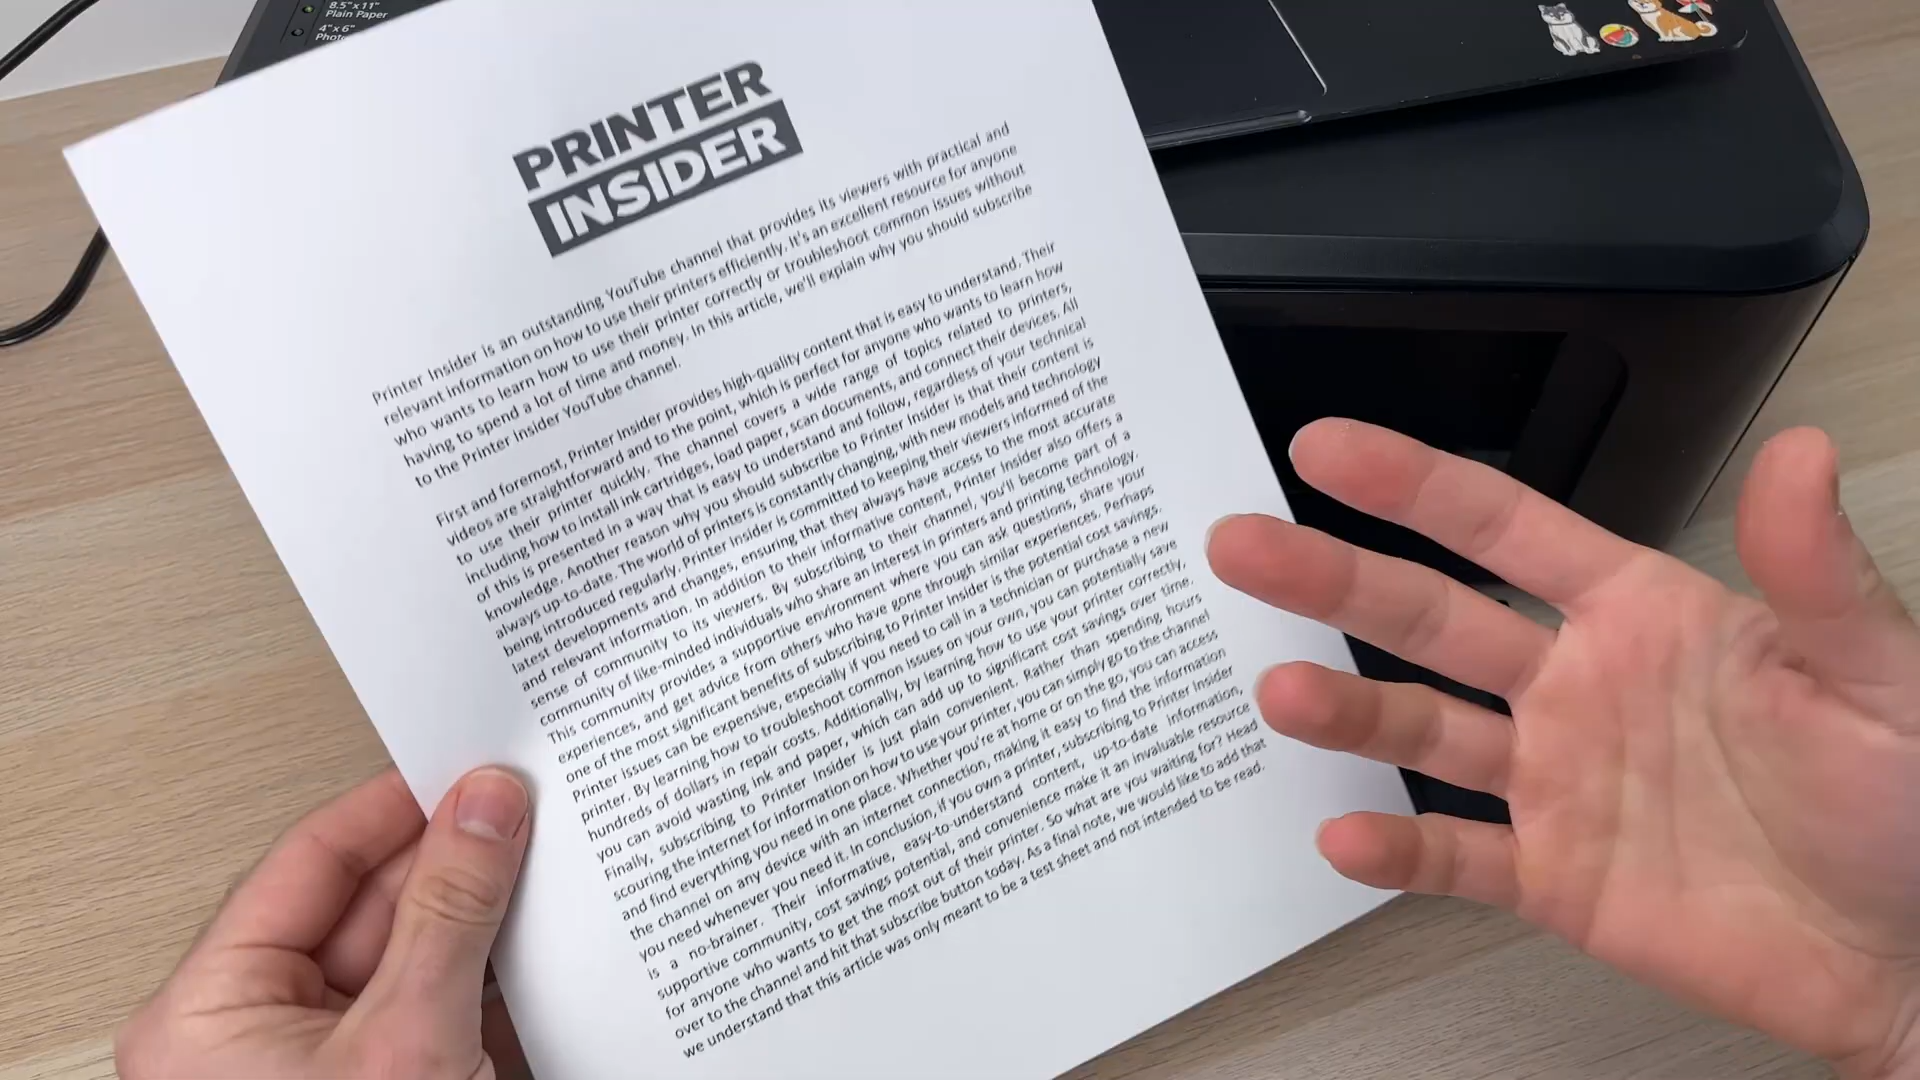 8.5"x11"
Plain Paper
4"x6"
PRINTER
INSIDER
Printer Insider is an outstanding YouTube channel that provides its viewers with practical and
relevant information on how to use their printers efficiently. It's an excellent resource for anyone
who wants to learn how to use their printer correctly or troubleshoot common issues without
having to spend a lot of time and money. In this article, we'll explain why you should subscribe
to the Printer Insider YouTube channel.
First and foremost, Printer Insider provides high-quality content that is easy to understand. Their
videos are straightforward and to the point, which is perfect for anyone who wants to learn how
to use their printer quickly. The channel covers a wide range of topics related to printers,
including how to install ink cartridges, load paper, scan documents, and connect their devices. All
of this is presented in a way that is easy to understand and follow, regardless of your technical
knowledge. Another reason why you should subscribe to Printer Insider is that their content is
always up-to-date. The world of printers is constantly changing, with new models and technology
being introduced regularly. Printer Insider is committed to keeping their viewers informed of the
latest developments and changes, ensuring that they always have access to the most accurate
and relevant information. In addition to their informative content, Printer Insider also offers a
sense of community to its viewers. By subscribing to their channel, you'll become part of a
community of like-minded individuals who share an interest in printers and printing technology.
This community provides a supportive environment where you can ask questions, share your
experiences, and get advice from others who have gone through similar experiences. Perhaps
one of the most significant benefits of subscribing to Printer Insider is the potential cost savings.
Printer issues can be expensive, especially if you need to call in a technician or purchase a new
printer. By learning how to troubleshoot common issues on your own, you can potentially save
hundreds of dollars in repair costs. Additionally, by learning how to use your printer correctly,
you can avoid wasting ink and paper, which can add up to significant cost savings over time.
Finally, subscribing to Printer Insider is just plain convenient. Rather than spending hours
scouring the internet for information on how to use your printer, you can simply go to the channel
and find everything you need in one place. Whether you're at home or on the go, you can access
the channel on any device with an internet connection, making it easy to find the information
you need whenever you need it. In conclusion, if you own a printer, subscribing to Printer Insider
is a no-brainer. Their informative, easy-to-understand content, up-to-date information,
supportive community, cost savings potential, and convenience make it an invaluable resource
for anyone who wants to get the most out of their printer. So what are you waiting for? Head
over to the channel and hit that subscribe button today. As a final note, we would like to add that
we understand that this article was only meant to be a test sheet and not intended to be read.